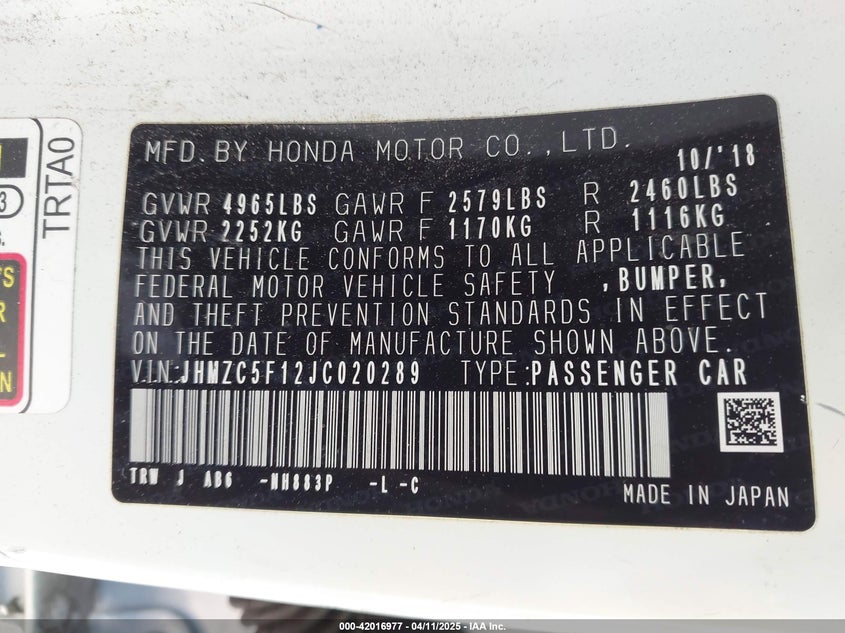 MFD. BY HONDA MOTOR CO., LTD. 10/'18
GVWR 4965LBS GAWR F 2579LBS R 2460LBS
GVWR 2252KG GAWR F 1170KG R 1116KG
THIS VEHICLE CONFORMS TO ALL APPLICABLE
FEDERAL MOTOR VEHICLE SAFETY ,BUMPER,
AND THEFT PREVENTION STANDARDS IN EFFECT
ON THE DATE OF MANUFACTURE SHOWN ABOVE.
VIN:JHMZC5F12JC020289 TYPE:PASSENGER CAR
TRW J AB6 -NH883P -L -C
MADE IN JAPAN
TRTA0
3
000-42016977 - 04/11/2025 - IAA Inc.